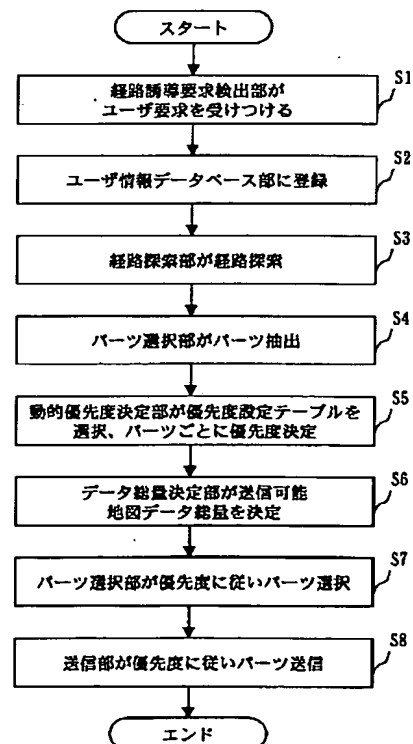 スタート
経路誘導要求検出部が
ユーザ要求を受けつける
S1
ユーザ情報データベース部に登録
S2
経路探索部が経路探索
S3
パーツ選択部がパーツ抽出
S4
動的優先度決定部が優先度設定テーブルを
選択、パーツごとに優先度決定
S5
データ総量決定部が送信可能
地図データ総量を決定
S6
パーツ選択部が優先度に従いパーツ選択
S7
送信部が優先度に従いパーツ送信
S8
エンド